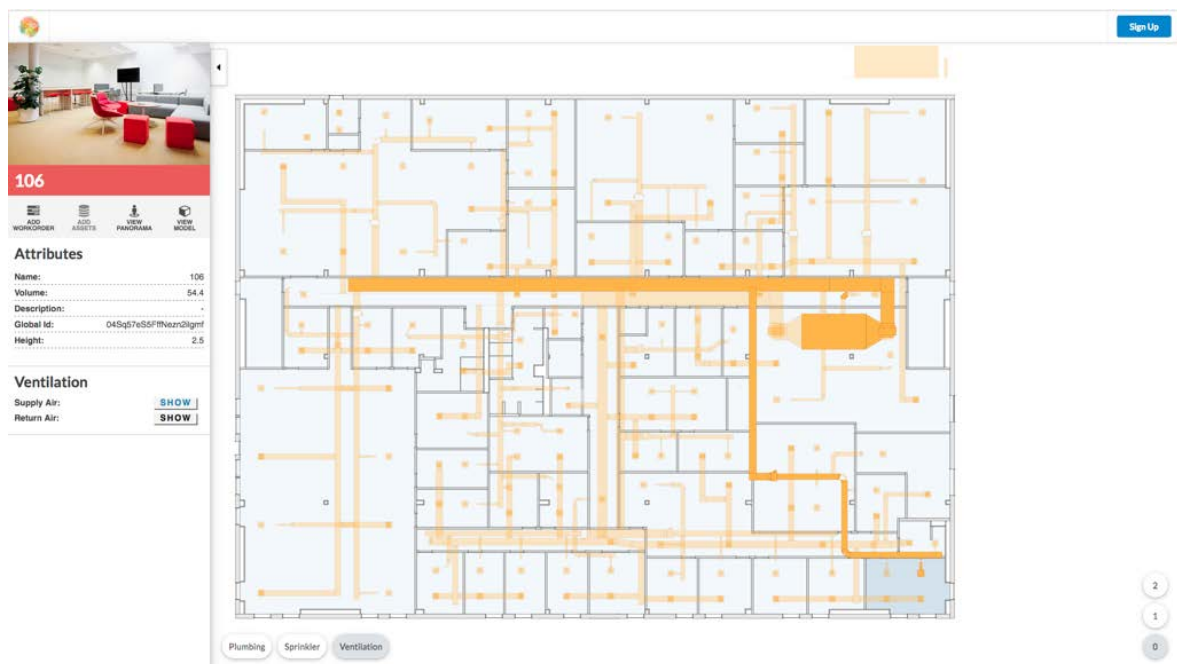 Sign Up
106
ADD WORKORDER
ADD ASSETS
VIEW PANORAMA
VIEW MODEL
Attributes
Name: 106
Volume: 54.4
Description: -
Global Id: 04Sq57eS5FffNezn2iIgmf
Height: 2.5
Ventilation
Supply Air: SHOW
Return Air: SHOW
2
1
0
Plumbing Sprinkler Ventilation